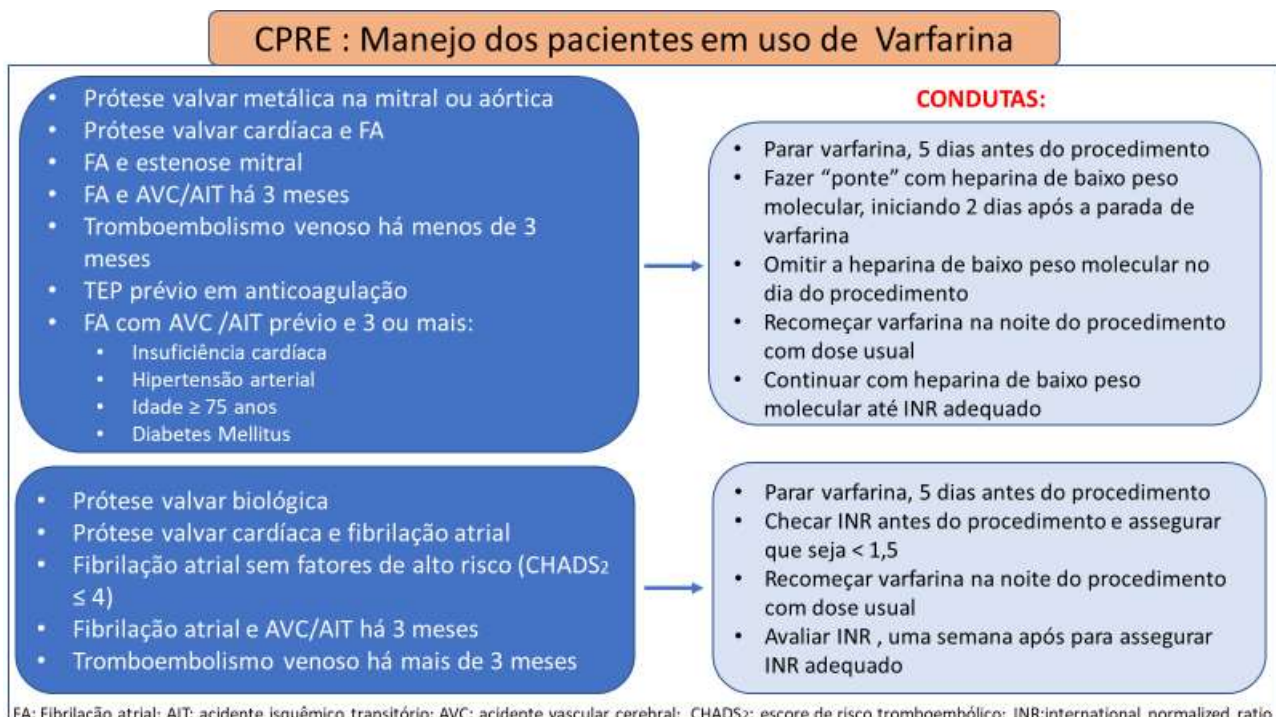 CPRE : Manejo dos pacientes em uso de Varfarina
• Prótese valvar metálica na mitral ou aórtica
• Prótese valvar cardíaca e FA
• FA e estenose mitral
• FA e AVC/AIT há 3 meses
• Tromboembolismo venoso há menos de 3
meses
• TEP prévio em anticoagulação
• FA com AVC /AIT prévio e 3 ou mais:
• Insuficiência cardíaca
• Hipertensão arterial
• Idade ≥ 75 anos
• Diabetes Mellitus
CONDUTAS:
• Parar varfarina, 5 dias antes do procedimento
• Fazer “ponte” com heparina de baixo peso
molecular, iniciando 2 dias após a parada de
varfarina
• Omitir a heparina de baixo peso molecular no
dia do procedimento
• Recomeçar varfarina na noite do procedimento
com dose usual
• Continuar com heparina de baixo peso
molecular até INR adequado
• Prótese valvar biológica
• Prótese valvar cardíaca e fibrilação atrial
• Fibrilação atrial sem fatores de alto risco (CHADS₂
≤ 4)
• Fibrilação atrial e AVC/AIT há 3 meses
• Tromboembolismo venoso há mais de 3 meses
• Parar varfarina, 5 dias antes do procedimento
• Checar INR antes do procedimento e assegurar
que seja < 1,5
• Recomeçar varfarina na noite do procedimento
com dose usual
• Avaliar INR , uma semana após para assegurar
INR adequado
FA: Fibrilação atrial; AIT: acidente isquêmico transitório; AVC: acidente vascular cerebral; CHADS₂: escore de risco tromboembólico; INR:international normalized ratio